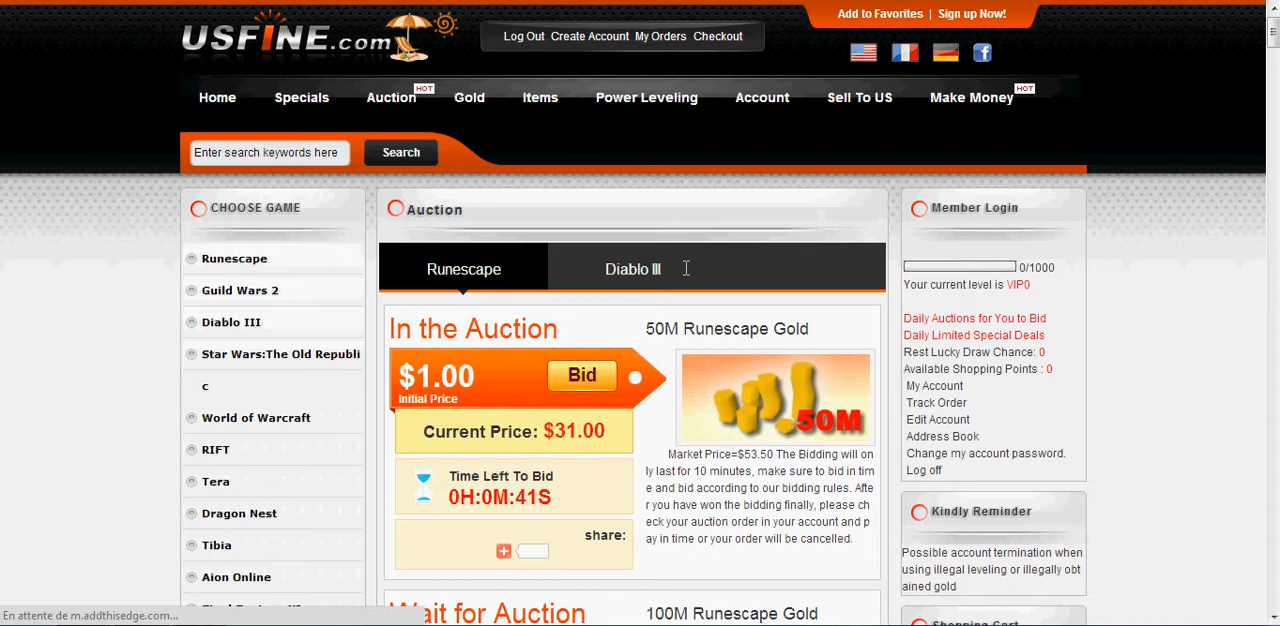 Add to Favorites | Sign up Now!
USFINE.com
Log Out Create Account My Orders Checkout
Home Specials Auction HOT Gold Items Power Leveling Account Sell To US Make Money HOT
Enter search keywords here Search
CHOOSE GAME
Runescape
Guild Wars 2
Diablo III
Star Wars:The Old Republi
c
World of Warcraft
RIFT
Tera
Dragon Nest
Tibia
Aion Online
Auction
Runescape Diablo III
In the Auction
$1.00 Bid
Initial Price
Current Price: $31.00
Time Left To Bid
0H:0M:41S
share:
50M Runescape Gold
50M
Market Price=$53.50 The Bidding will on
ly last for 10 minutes, make sure to bid in tim
e and bid according to our bidding rules. Afte
r you have won the bidding finally, please ch
eck your auction order in your account and p
ay in time or your order will be cancelled.
Wait for Auction
100M Runescape Gold
Member Login
0/1000
Your current level is VIP0
Daily Auctions for You to Bid
Daily Limited Special Deals
Rest Lucky Draw Chance: 0
Available Shopping Points : 0
My Account
Track Order
Edit Account
Address Book
Change my account password.
Log off
Kindly Reminder
Possible account termination when
using illegal leveling or illegally obt
ained gold
Shopping Cart
En attente de m.addthisedge.com...